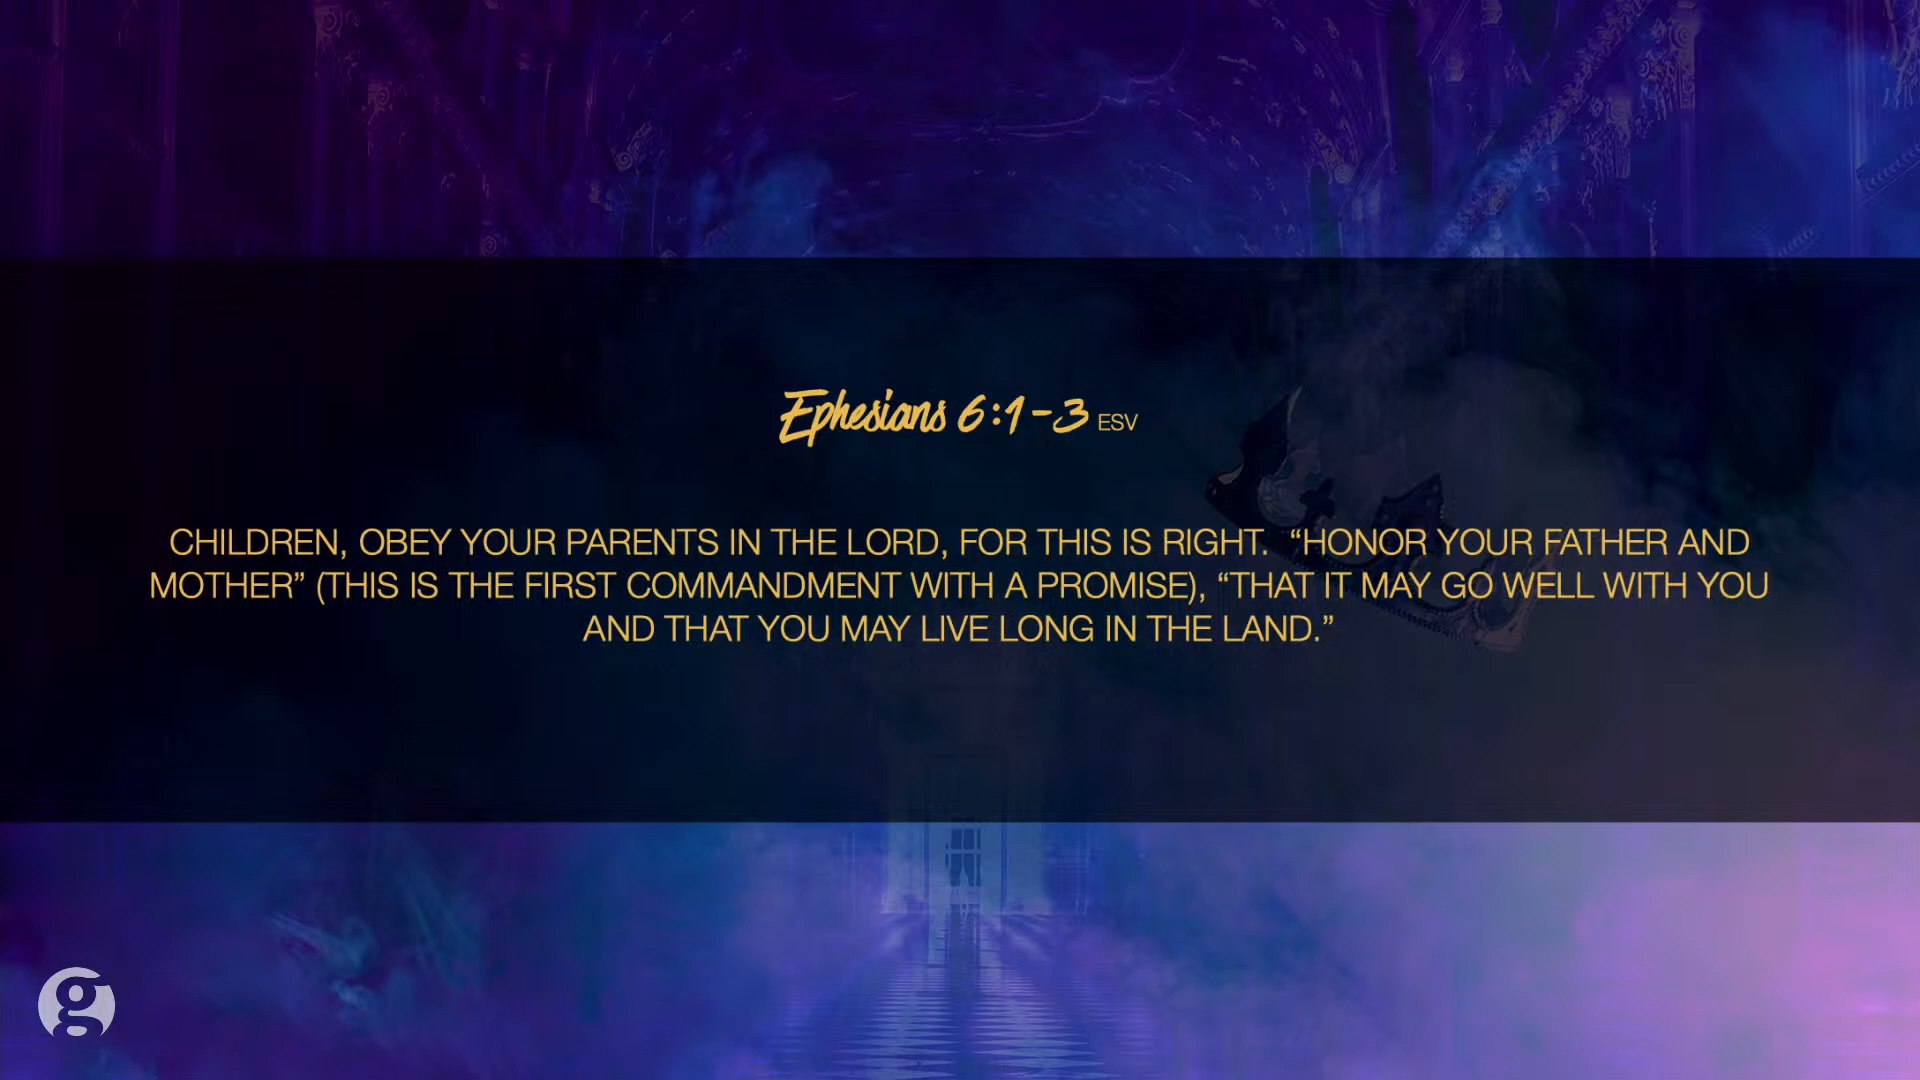 Ephesians 6:1-3 ESV
CHILDREN, OBEY YOUR PARENTS IN THE LORD, FOR THIS IS RIGHT. “HONOR YOUR FATHER AND
MOTHER” (THIS IS THE FIRST COMMANDMENT WITH A PROMISE), “THAT IT MAY GO WELL WITH YOU
AND THAT YOU MAY LIVE LONG IN THE LAND.”
g